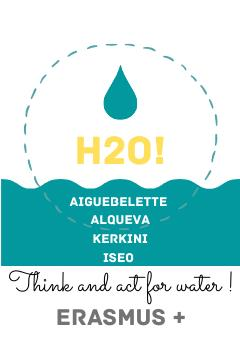 H2O!
AIGUEBELETTE
ALQUEVA
KERKINI
ISEO
Think and act for water !
ERASMUS +